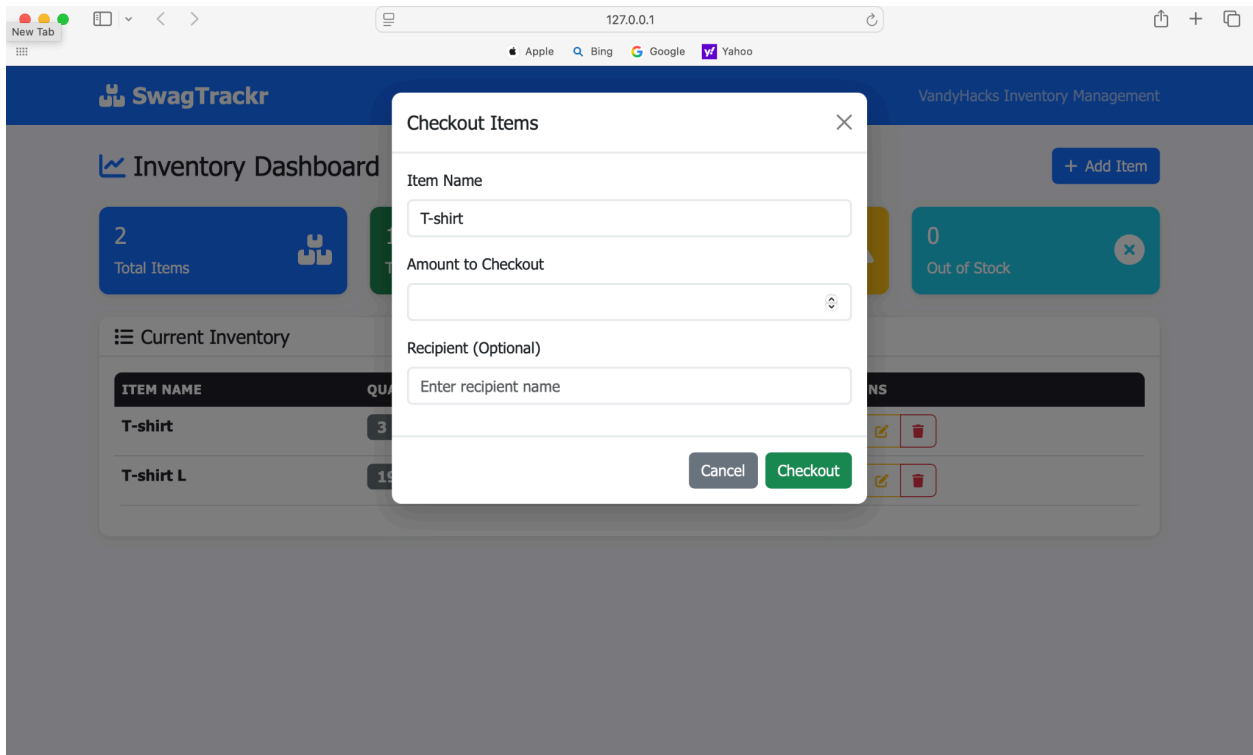 New Tab
127.0.0.1
Apple Bing Google Yahoo
SwagTrackr
VandyHacks Inventory Management
Inventory Dashboard
+ Add Item
2
Total Items
0
Out of Stock
Current Inventory
ITEM NAME
T-shirt
3
T-shirt L
Checkout Items
Item Name
T-shirt
Amount to Checkout
Recipient (Optional)
Enter recipient name
Cancel Checkout